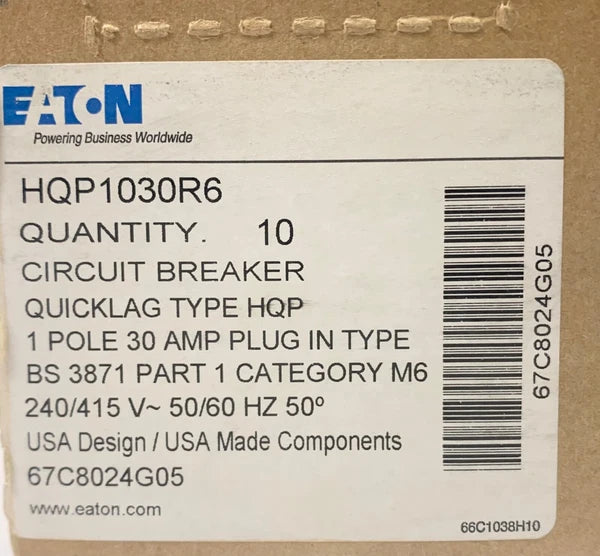 EATON
Powering Business Worldwide
HQP1030R6
QUANTITY. 10
CIRCUIT BREAKER
QUICKLAG TYPE HQP
1 POLE 30 AMP PLUG IN TYPE
BS 3871 PART 1 CATEGORY M6
240/415 V~ 50/60 HZ 50º
USA Design / USA Made Components
67C8024G05
www.eaton.com
67C8024G05
66C1038H10